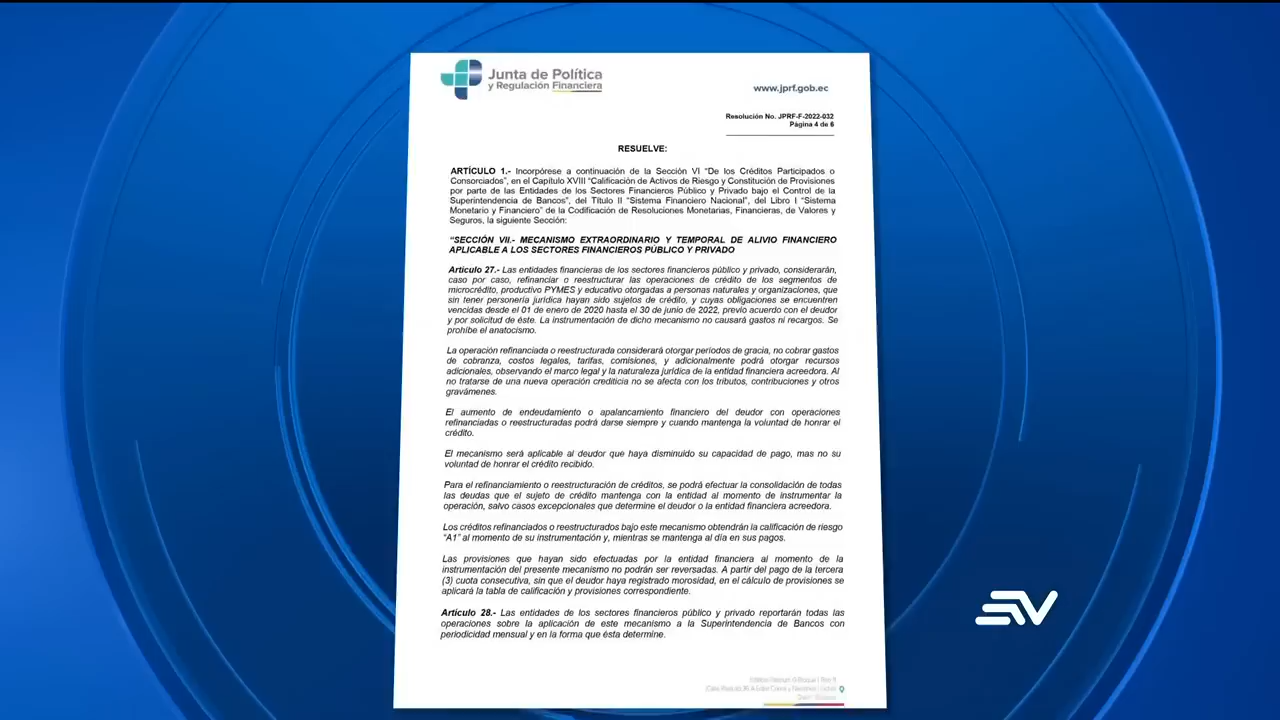 Junta de Política
y Regulación Financiera
www.jprf.gob.ec
Resolución No. JPRF-F-2022-032
Página 4 de 6
RESUELVE:
ARTÍCULO 1.- Incorpórese a continuación de la Sección VI “De los Créditos Participados o
Consorciados”, en el Capítulo XVIII “Calificación de Activos de Riesgo y Constitución de Provisiones
por parte de las Entidades de los Sectores Financieros Público y Privado bajo el Control de la
Superintendencia de Bancos”, del Título II “Sistema Financiero Nacional”, del Libro I “Sistema
Monetario y Financiero” de la Codificación de Resoluciones Monetarias, Financieras, de Valores y
Seguros, la siguiente Sección:
“SECCIÓN VII.- MECANISMO EXTRAORDINARIO Y TEMPORAL DE ALIVIO FINANCIERO
APLICABLE A LOS SECTORES FINANCIEROS PÚBLICO Y PRIVADO
Artículo 27.- Las entidades financieras de los sectores financieros público y privado, considerarán,
caso por caso, refinanciar o reestructurar las operaciones de crédito de los segmentos de
microcrédito, productivo PYMES y educativo otorgadas a personas naturales y organizaciones, que
sin tener personería jurídica hayan sido sujetos de crédito, y cuyas obligaciones se encuentren
vencidas desde el 01 de enero de 2020 hasta el 30 de junio de 2022, previo acuerdo con el deudor
y por solicitud de éste. La instrumentación de dicho mecanismo no causará gastos ni recargos. Se
prohíbe el anatocismo.
La operación refinanciada o reestructurada considerará otorgar períodos de gracia, no cobrar gastos
de cobranza, costos legales, tarifas, comisiones, y adicionalmente podrá otorgar recursos
adicionales, observando el marco legal y la naturaleza jurídica de la entidad financiera acreedora. Al
no tratarse de una nueva operación crediticia no se afecta con los tributos, contribuciones y otros
gravámenes.
El aumento de endeudamiento o apalancamiento financiero del deudor con operaciones
refinanciadas o reestructuradas podrá darse siempre y cuando mantenga la voluntad de honrar el
crédito.
El mecanismo será aplicable al deudor que haya disminuido su capacidad de pago, mas no su
voluntad de honrar el crédito recibido.
Para el refinanciamiento o reestructuración de créditos, se podrá efectuar la consolidación de todas
las deudas que el sujeto de crédito mantenga con la entidad al momento de instrumentar la
operación, salvo casos excepcionales que determine el deudor o la entidad financiera acreedora.
Los créditos refinanciados o reestructurados bajo este mecanismo obtendrán la calificación de riesgo
“A1” al momento de su instrumentación y, mientras se mantenga al día en sus pagos.
Las provisiones que hayan sido efectuadas por la entidad financiera al momento de la
instrumentación del presente mecanismo no podrán ser reversadas. A partir del pago de la tercera
(3) cuota consecutiva, sin que el deudor haya registrado morosidad, en el cálculo de provisiones se
aplicará la tabla de calificación y provisiones correspondiente.
Artículo 28.- Las entidades de los sectores financieros público y privado reportarán todas las
operaciones sobre la aplicación de este mecanismo a la Superintendencia de Bancos con
periodicidad mensual y en la forma que ésta determine.